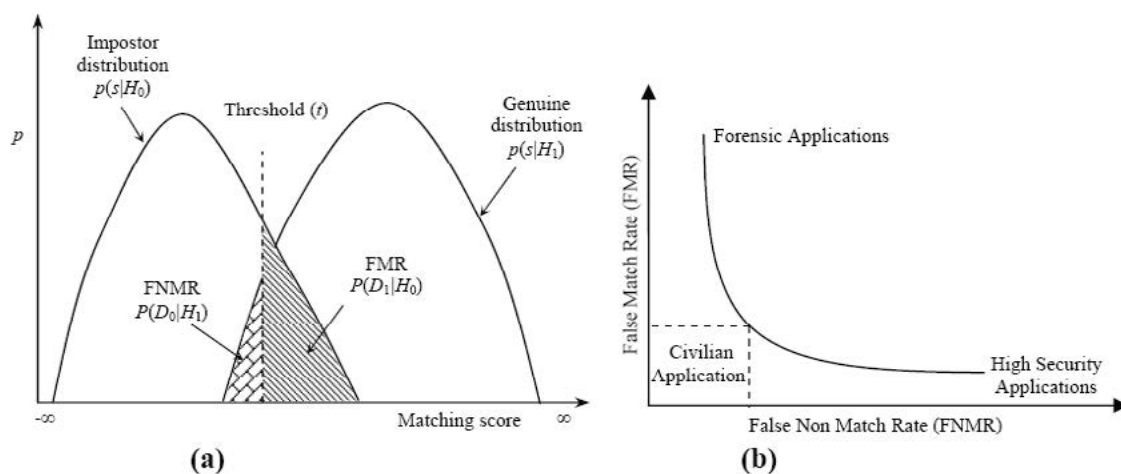 Impostor
distribution
p(s|H₀)
Threshold (t)
Genuine
distribution
p(s|H₁)
p
FNMR
P(D₀|H₁)
FMR
P(D₁|H₀)
-∞
Matching score
∞
(a)
False Match Rate (FMR)
Forensic Applications
Civilian
Application
High Security
Applications
False Non Match Rate (FNMR)
(b)